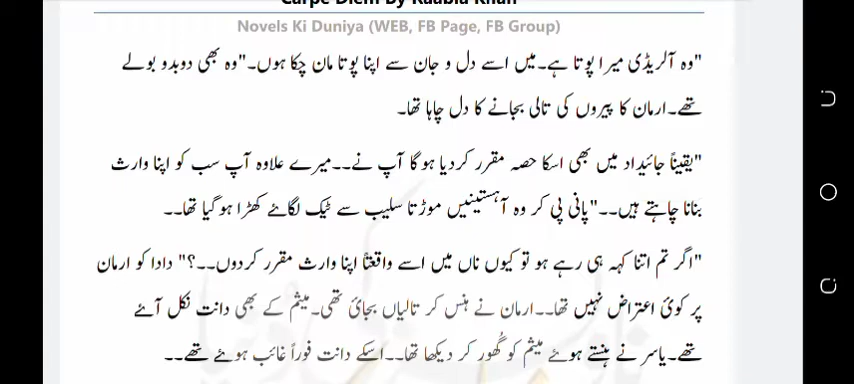 Carpe Diem By Raabia Khan
Novels Ki Duniya (WEB, FB Page, FB Group)
"وہ آلریڈی میرا پوتا ہے۔میں اسے دل و جان سے اپنا پوتا مان چکا ہوں۔"وہ بھی دوبدو بولے
تھے۔ارمان کا پیروں کی تالی بجانے کا دل چاہا تھا۔
"یقیناً جائیداد میں بھی اسکا حصہ مقرر کردیا ہوگا آپ نے۔۔میرے علاوہ آپ سب کو اپنا وارث
بنانا چاہتے ہیں۔۔"پانی پی کر وہ آہستینیں موڑتا سلیب سے ٹیک لگائے کھڑا ہوگیا تھا۔۔
"اگر تم اتنا کہہ ہی رہے ہو تو کیوں ناں میں اسے واقعتاً اپنا وارث مقرر کردوں۔۔؟" دادا کو ارمان
پر کوئ اعتراض نہیں تھا۔۔ارمان نے ہنس کر تالیاں بجائ تھی۔میثم کے بھی دانت نکل آئے
تھے۔یاسر نے ہنستے ہوئے میثم کو گھور کر دیکھا تھا۔۔اسکے دانت فوراً غائب ہوئے تھے۔۔